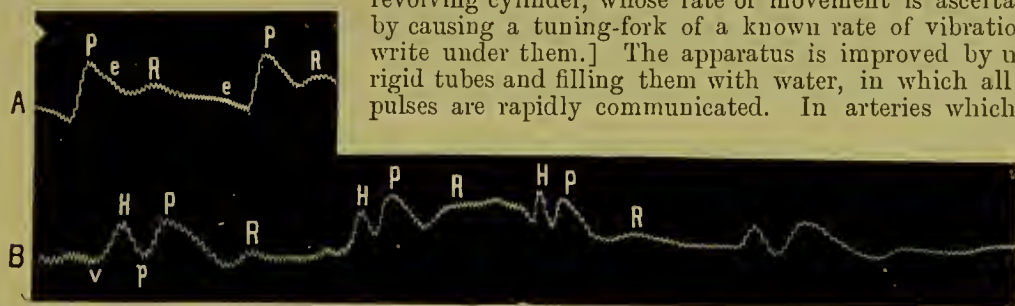 revolving cylinder, whose rate of movement is
by causing a tuning-fork of a known rate of
write under them.] The apparatus is improved by
rigid tubes and filling them with water, in which all
pulses are rapidly communicated. In arteries which
P P
e R e R
A
H P R H P R
H P R
B
v p